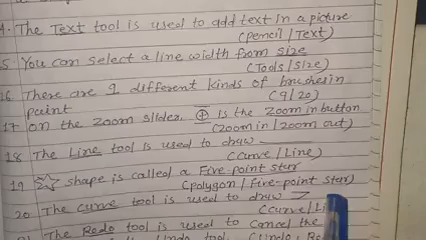 4. The Text tool is used to add text in a picture
(pencil / Text)
5 You can select a line width from size
(Tools / Size)
16 There are 9 different kinds of brushes in
paint (9 / 20)
17 on the zoom slider, ⊕ is the zoom in button
(zoom in / zoom out)
18 The Line tool is used to draw
(curve / Line)
19 shape is called a Five point star
(polygon / Five-point star)
20 The curve tool is used to draw
(curve / Li
The Redo tool is used to cancel the
tool